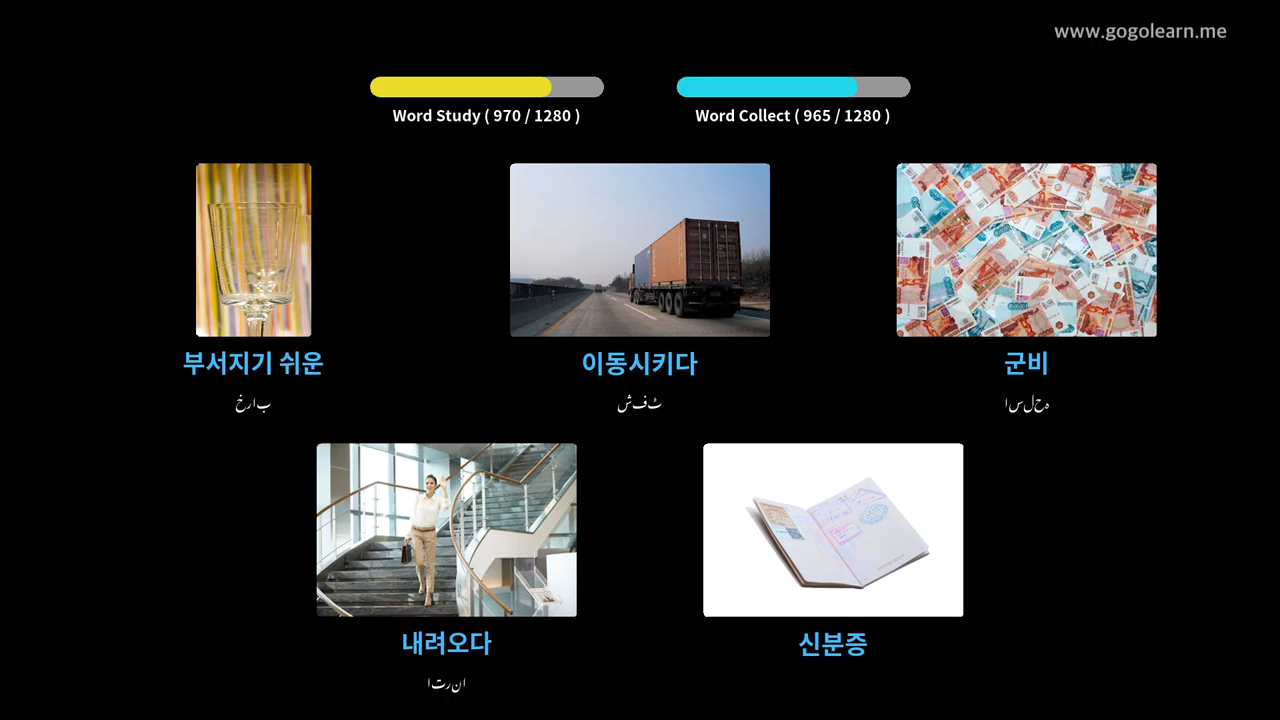 www.gogolearn.me
Word Study ( 970 / 1280 )
Word Collect ( 965 / 1280 )
부서지기 쉬운
이동시키다
군비
خراب
شفٹ
اسلحہ
내려오다
신분증
اترنا